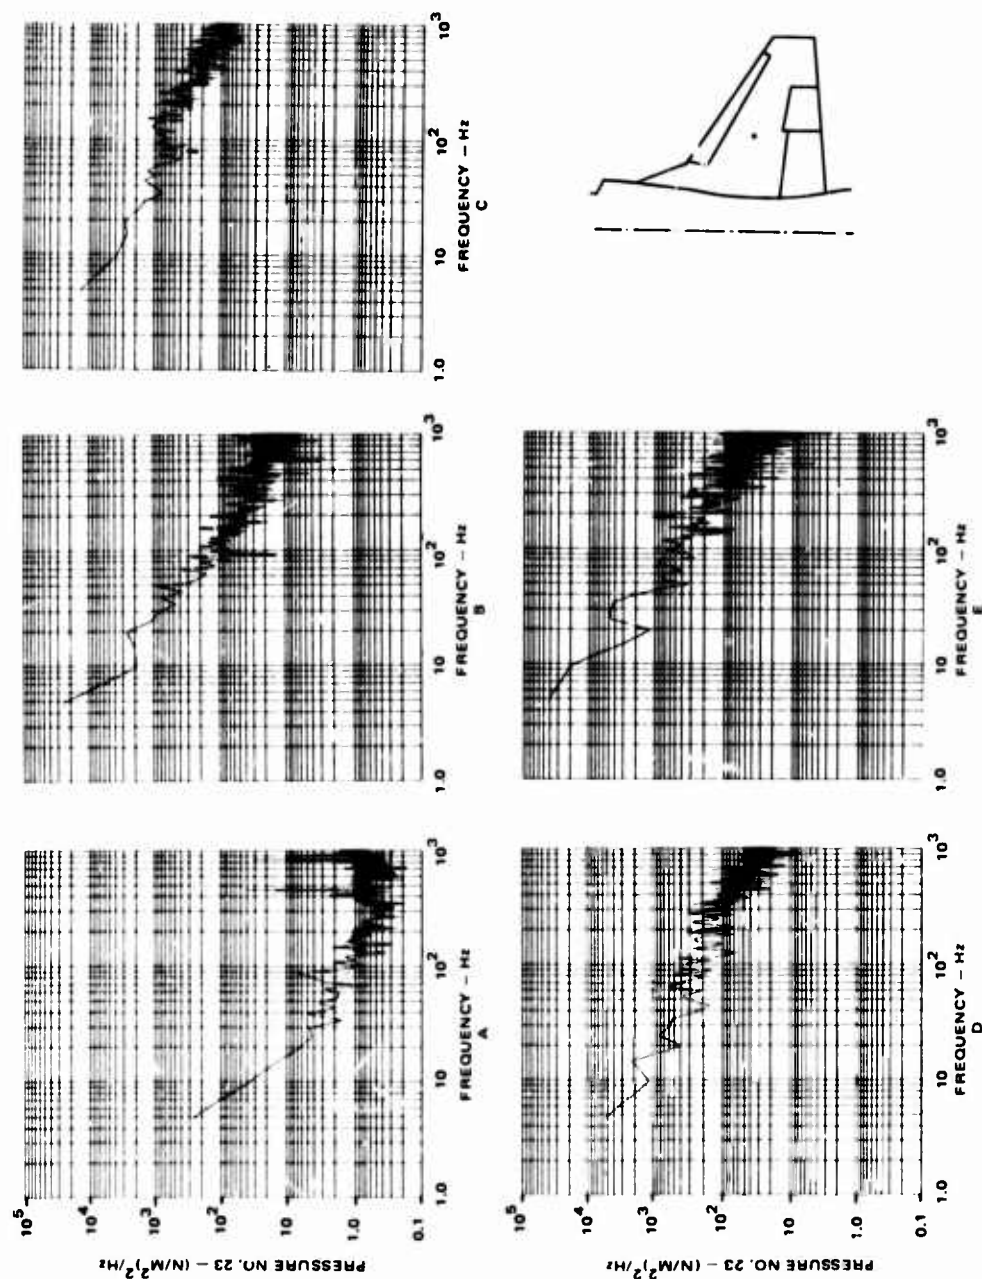 PRESSURE NO. 23 – (N/M²)²/Hz
10⁵
10⁴
10³
10²
10
1.0
0.1
1.0 10 10² 10³
FREQUENCY – Hz
A
1.0 10 10² 10³
FREQUENCY – Hz
B
1.0 10 10² 10³
FREQUENCY – Hz
C
PRESSURE NO. 23 – (N/M²)²/Hz
10⁵
10⁴
10³
10²
10
1.0
0.1
1.0 10 10² 10³
FREQUENCY – Hz
D
1.0 10 10² 10³
FREQUENCY – Hz
E